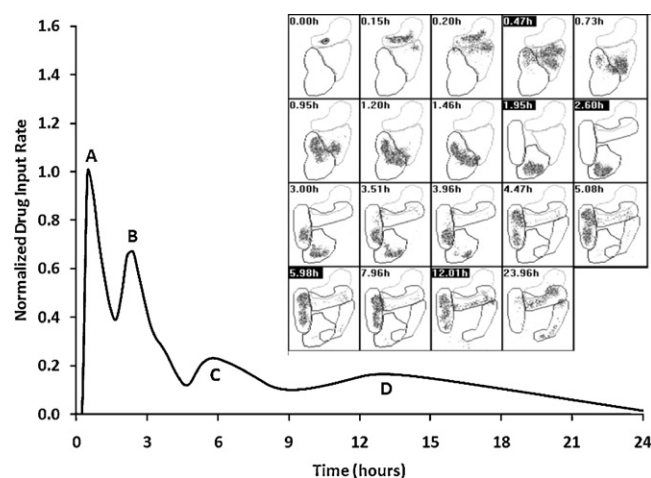 1.6
1.4
1.2
1.0
0.8
0.6
0.4
0.2
0.0
Normalized Drug Input Rate
A
B
C
D
0.00h 0.15h 0.20h 0.47h 0.73h
0.95h 1.20h 1.46h 1.95h 2.60h
3.00h 3.51h 3.96h 4.47h 5.08h
5.98h 7.96h 12.01h 23.96h
0 3 6 9 12 15 18 21 24
Time (hours)